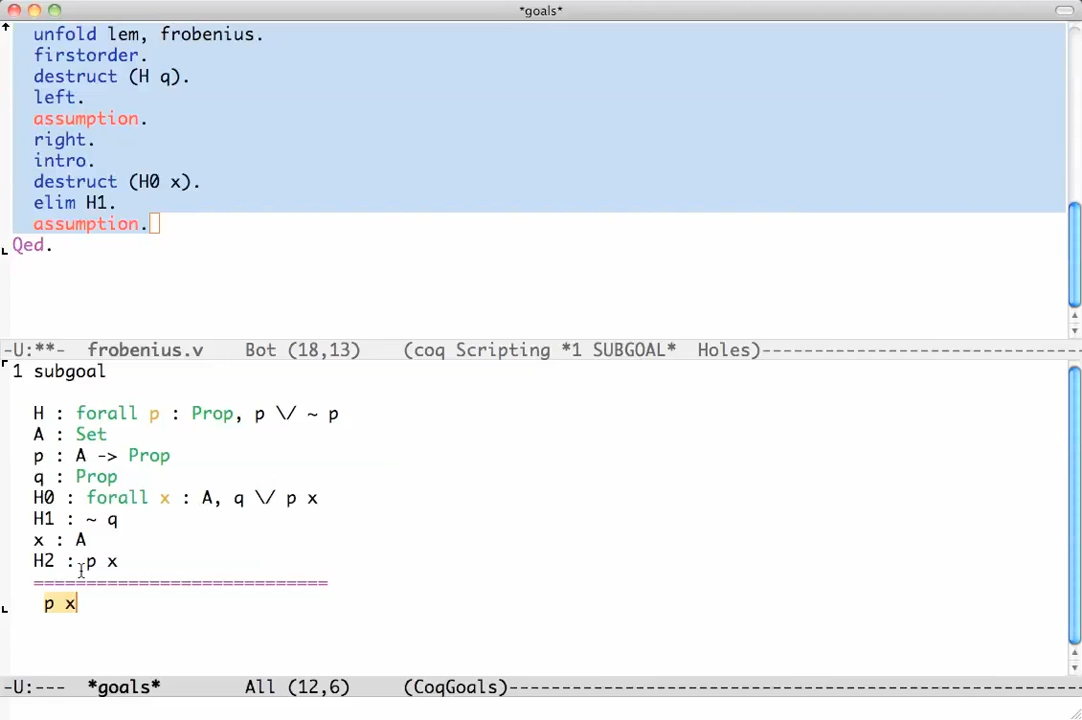 *goals*
unfold lem, frobenius.
firstorder.
destruct (H q).
left.
assumption.
right.
intro.
destruct (H0 x).
elim H1.
assumption.
Qed.
-U:**- frobenius.v Bot (18,13) (coq Scripting *1 SUBGOAL* Holes)------------------------------------
1 subgoal
H : forall p : Prop, p \/ ~ p
A : Set
p : A -> Prop
q : Prop
H0 : forall x : A, q \/ p x
H1 : ~ q
x : A
H2 : p x
============================
p x
-U:--- *goals* All (12,6) (CoqGoals)-------------------------------------------------------